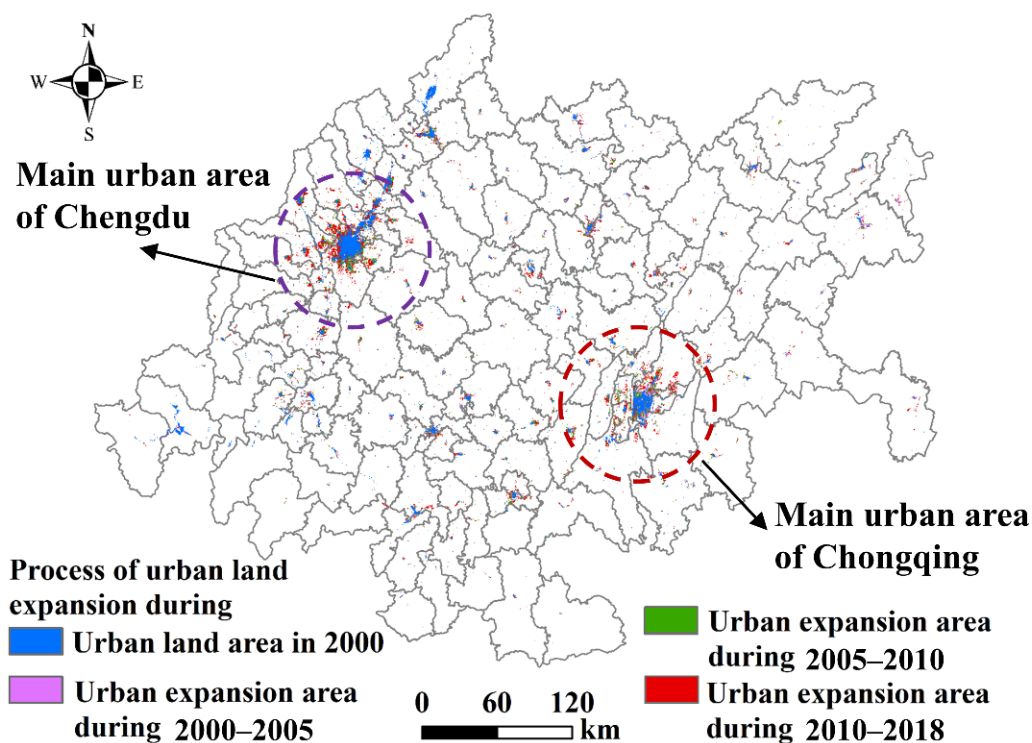 N
W E
S
Main urban area
of Chengdu
Main urban area
of Chongqing
Process of urban land
expansion during
Urban land area in 2000
Urban expansion area
during 2000–2005
0 60 120
km
Urban expansion area
during 2005–2010
Urban expansion area
during 2010–2018